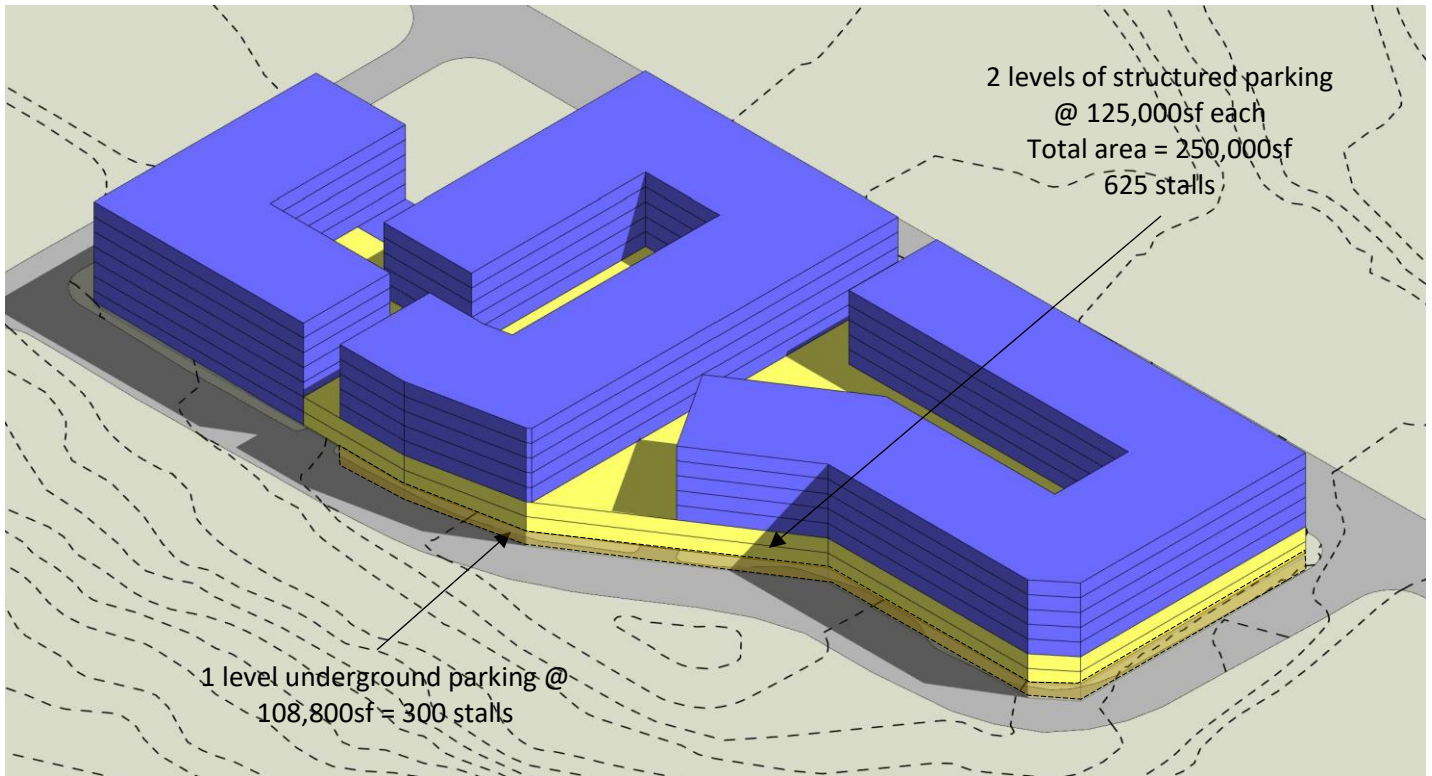 2 levels of structured parking
@ 125,000sf each
Total area = 250,000sf
625 stalls
1 level underground parking @
108,800sf = 300 stalls